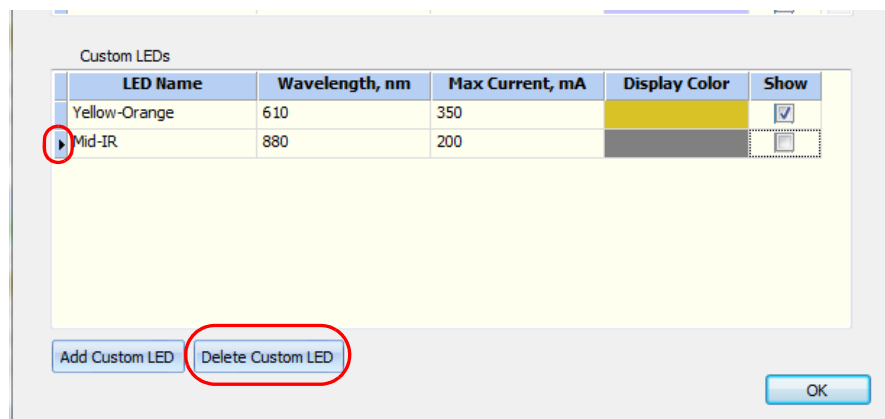 Custom LEDs
LED Name Wavelength, nm Max Current, mA Display Color Show
Yellow-Orange 610 350
Mid-IR 880 200
Add Custom LED Delete Custom LED
OK